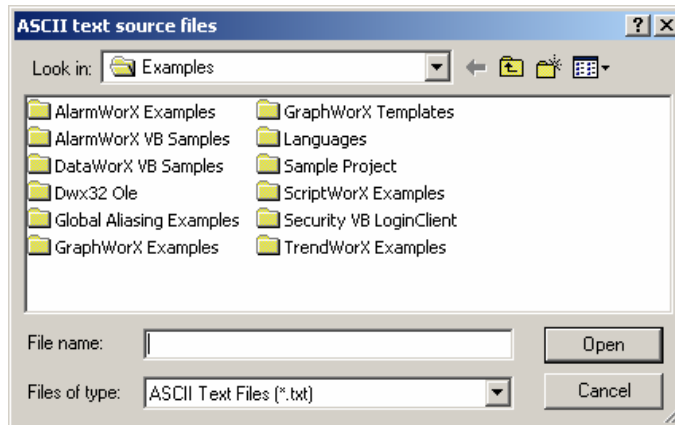 ASCII text source files
Look in: Examples
AlarmWorX Examples
AlarmWorX VB Samples
DataWorX VB Samples
Dwx32 Ole
Global Aliasing Examples
GraphWorX Examples
GraphWorX Templates
Languages
Sample Project
ScriptWorX Examples
Security VB LoginClient
TrendWorX Examples
File name:
Open
Files of type: ASCII Text Files (*.txt)
Cancel